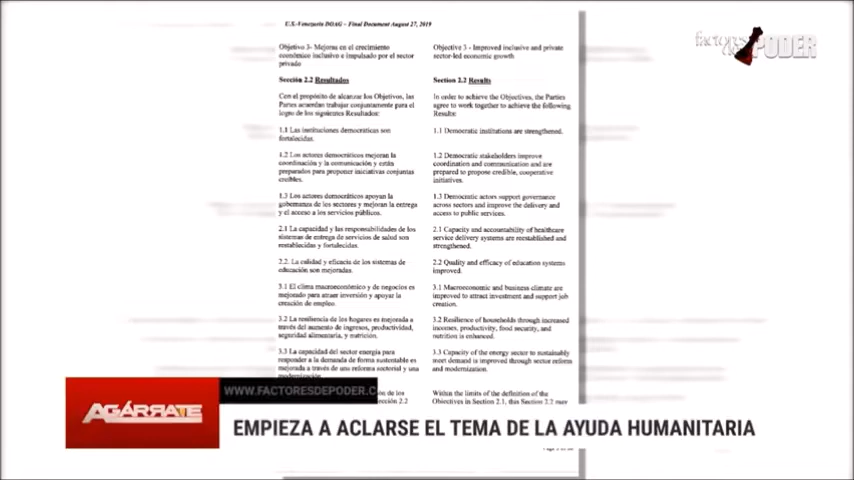 U.S.-Venezuela DOAG – Final Document August 27, 2019
factores de PODER
Objetivo 3- Mejoras en el crecimiento
económico inclusivo e impulsado por el sector
privado
Sección 2.2 Resultados
Con el propósito de alcanzar los Objetivos, las
Partes acuerdan trabajar conjuntamente para el
logro de los siguientes Resultados:
1.1 Las instituciones democráticas son
fortalecidas.
1.2 Los actores democráticos mejoran la
coordinación y la comunicación y están
preparados para proponer iniciativas conjuntas
creíbles.
1.3 Los actores democráticos apoyan la
gobernanza de los sectores y mejoran la entrega
y el acceso a los servicios públicos.
2.1 La capacidad y las responsabilidades de los
sistemas de entrega de servicios de salud son
restablecidas y fortalecidas.
2.2. La calidad y eficacia de los sistemas de
educación son mejoradas.
3.1 El clima macroeconómico y de negocios es
mejorado para atraer inversión y apoyar la
creación de empleo.
3.2 La resiliencia de los hogares es mejorada a
través del aumento de ingresos, productividad,
seguridad alimentaria, y nutrición.
3.3 La capacidad del sector energía para
responder a la demanda de forma sustentable es
mejorada a través de una reforma sectorial y una
modernización.
ón de los
ección 2.2
Objective 3 - Improved inclusive and private
sector-led economic growth
Section 2.2 Results
In order to achieve the Objectives, the Parties
agree to work together to achieve the following
Results:
1.1 Democratic institutions are strengthened.
1.2 Democratic stakeholders improve
coordination and communication and are
prepared to propose credible, cooperative
initiatives.
1.3 Democratic actors support governance
across sectors and improve the delivery and
access to public services.
2.1 Capacity and accountability of healthcare
service delivery systems are reestablished and
strengthened.
2.2 Quality and efficacy of education systems
improved.
3.1 Macroeconomic and business climate are
improved to attract investment and support job
creation.
3.2 Resilience of households through increased
incomes, productivity, food security, and
nutrition is enhanced.
3.3 Capacity of the energy sector to sustainably
meet demand is improved through sector reform
and modernization.
Within the limits of the definition of the
Objectives in Section 2.1, this Section 2.2 may
WWW.FACTORESDEPODER.C
AGÁRRATE
EMPIEZA A ACLARSE EL TEMA DE LA AYUDA HUMANITARIA